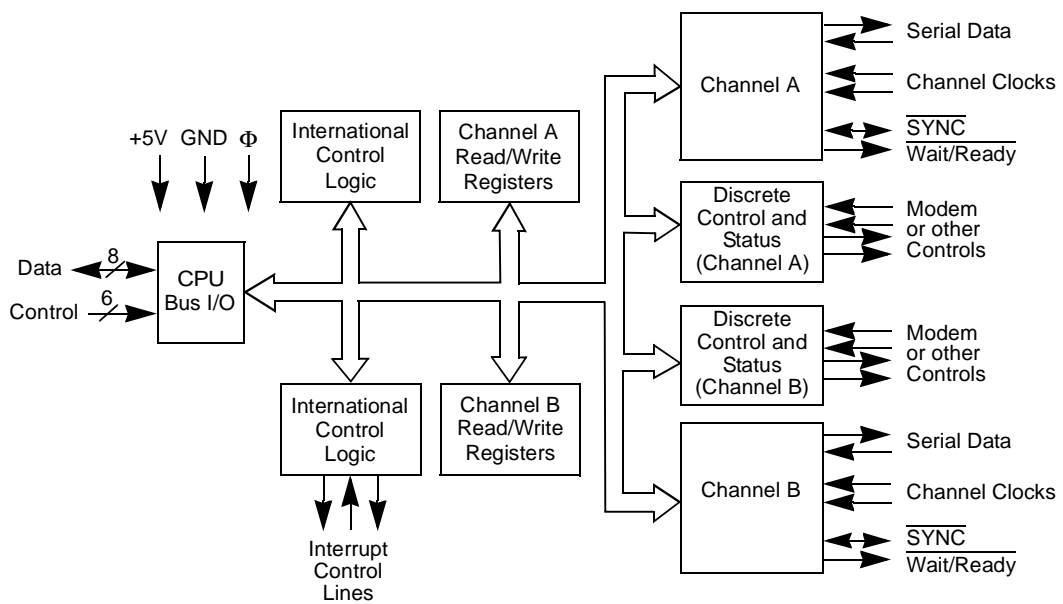 +5V GND Φ
Data
8
Control
6
CPU
Bus I/O
International
Control
Logic
Channel A
Read/Write
Registers
International
Control
Logic
Interrupt
Control
Lines
Channel B
Read/Write
Registers
Channel A
Serial Data
Channel Clocks
SYNC
Wait/Ready
Discrete
Control and
Status
(Channel A)
Modem
or other
Controls
Discrete
Control and
Status
(Channel B)
Modem
or other
Controls
Channel B
Serial Data
Channel Clocks
SYNC
Wait/Ready